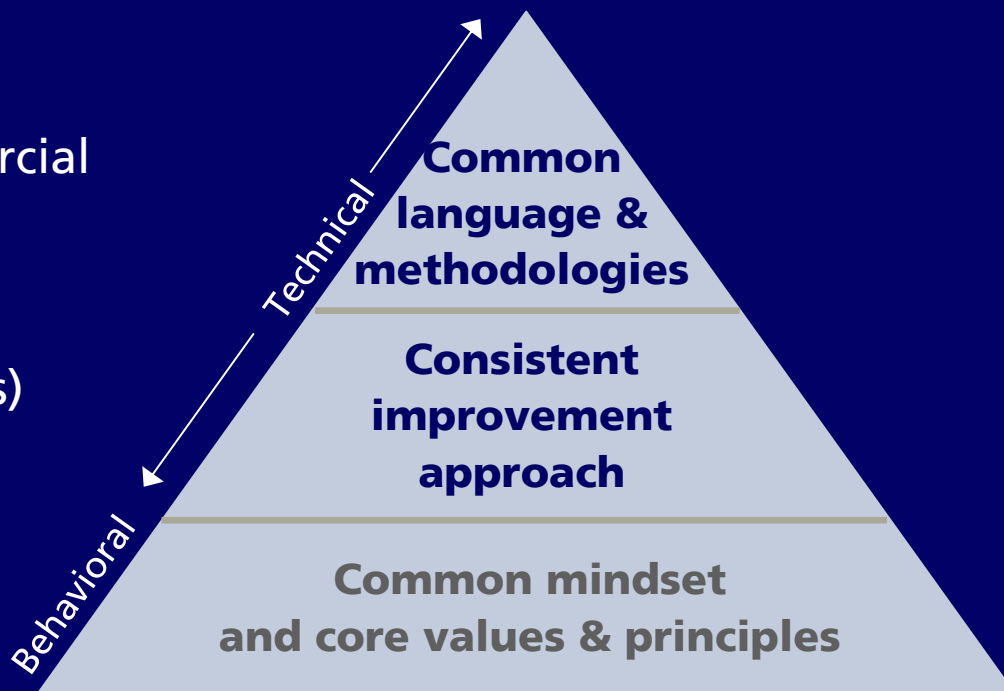 rcial
s)
Technical
Behavioral
Common
language &
methodologies
Consistent
improvement
approach
Common mindset
and core values & principles